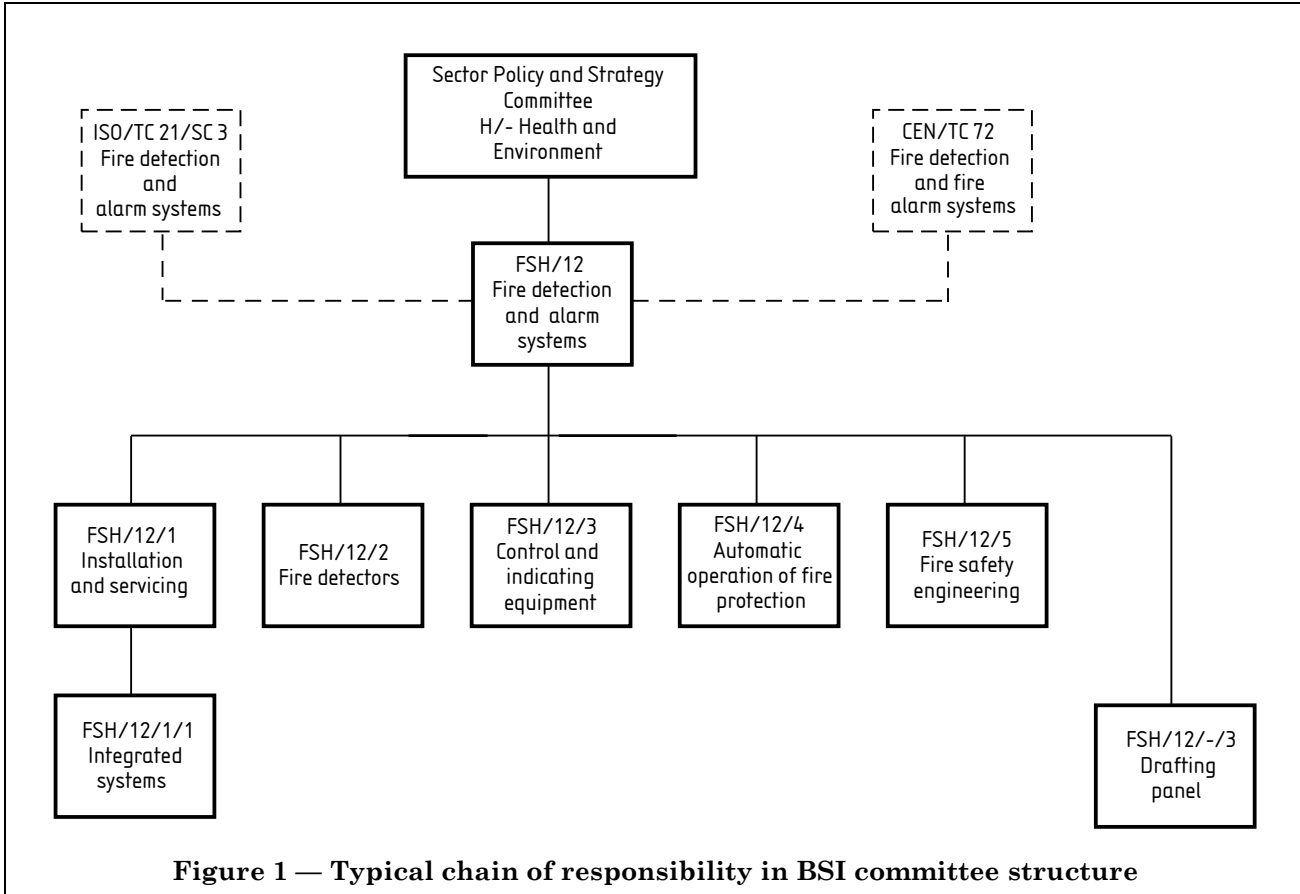 Sector Policy and Strategy
Committee
H/- Health and
Environment
ISO/TC 21/SC 3
Fire detection
and
alarm systems
CEN/TC 72
Fire detection
and fire
alarm systems
FSH/12
Fire detection
and alarm
systems
FSH/12/1
Installation
and servicing
FSH/12/2
Fire detectors
FSH/12/3
Control and
indicating
equipment
FSH/12/4
Automatic
operation of fire
protection
FSH/12/5
Fire safety
engineering
FSH/12/1/1
Integrated
systems
FSH/12/-/3
Drafting
panel
Figure 1 — Typical chain of responsibility in BSI committee structure